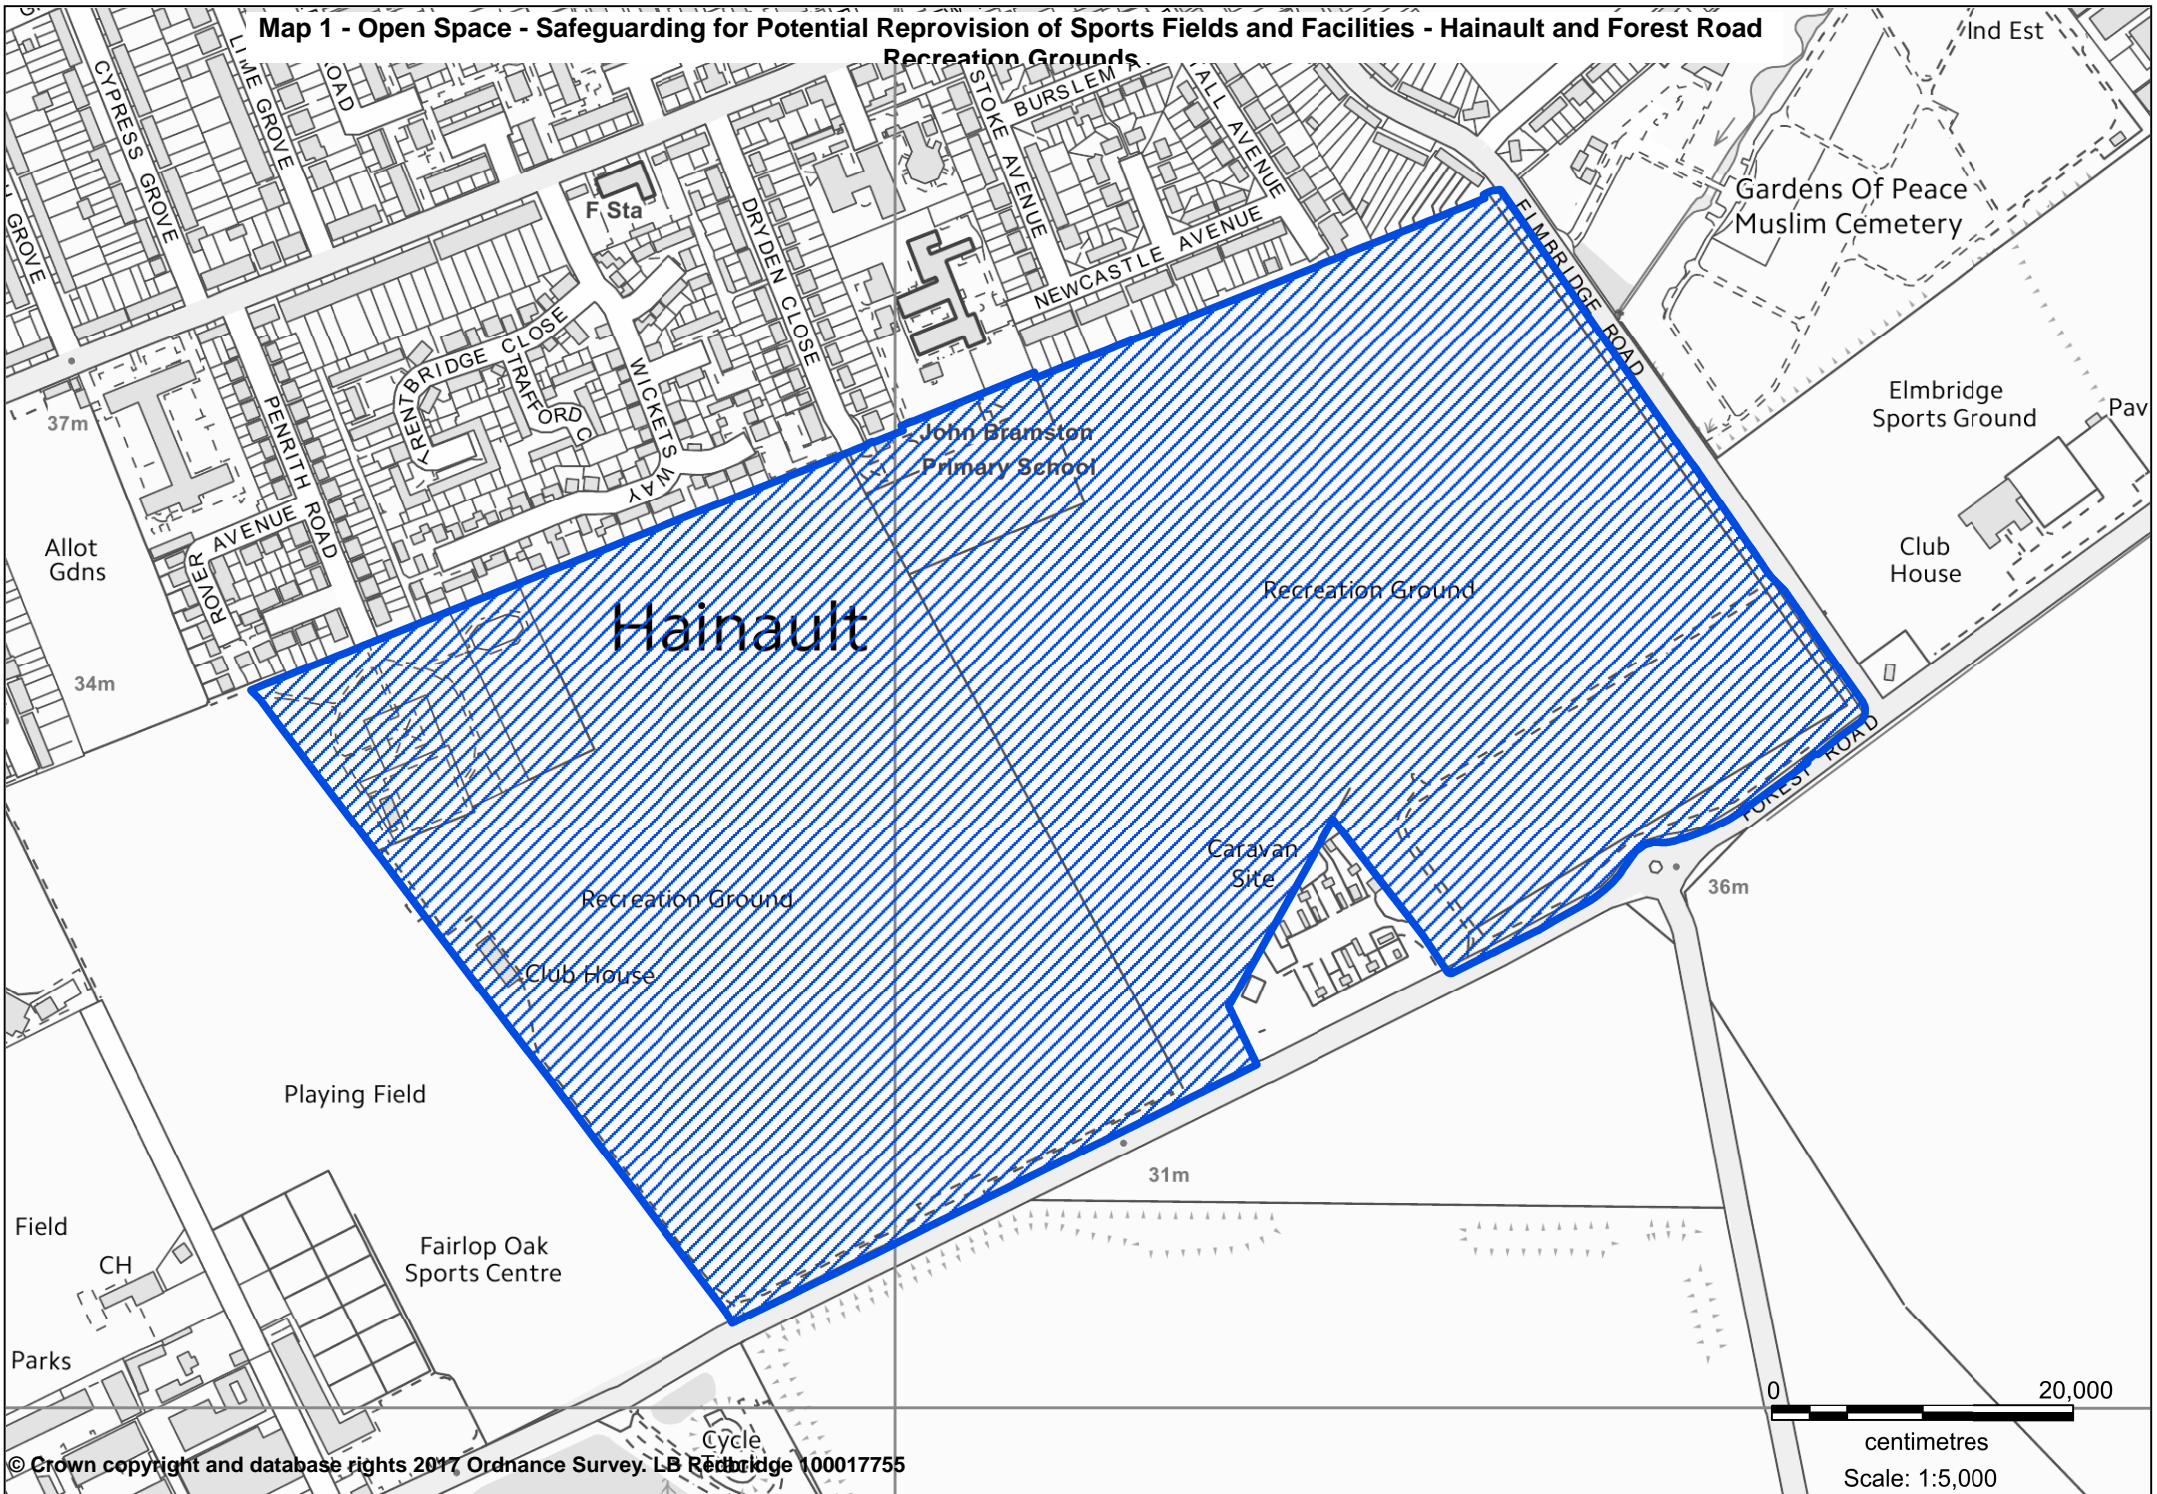 Map 1 - Open Space - Safeguarding for Potential Reprovision of Sports Fields and Facilities - Hainault and Forest Road
Recreation Grounds
Ind Est
LIME GROVE
ROAD
CYPRESS GROVE
GROVE
STOKE AVENUE
BURSLEM A
ALL AVENUE
F Sta
DRYDEN CLOSE
NEWCASTLE AVENUE
ELMBRIDGE ROAD
Gardens Of Peace
Muslim Cemetery
TRENTBRIDGE CLOSE
STRAFFORD C
WICKETS WAY
PENRITH ROAD
37m
Elmbridge
Sports Ground
Pav
John Bramston
Primary School
ROVER AVENUE
Allot
Gdns
Club
House
Recreation Ground
Hainault
34m
FOREST ROAD
Caravan
Site
36m
Recreation Ground
Club House
Playing Field
31m
Field
CH
Fairlop Oak
Sports Centre
Parks
0
20,000
centimetres
Scale: 1:5,000
Cycle
Track
© Crown copyright and database rights 2017 Ordnance Survey. LB Redbridge 100017755